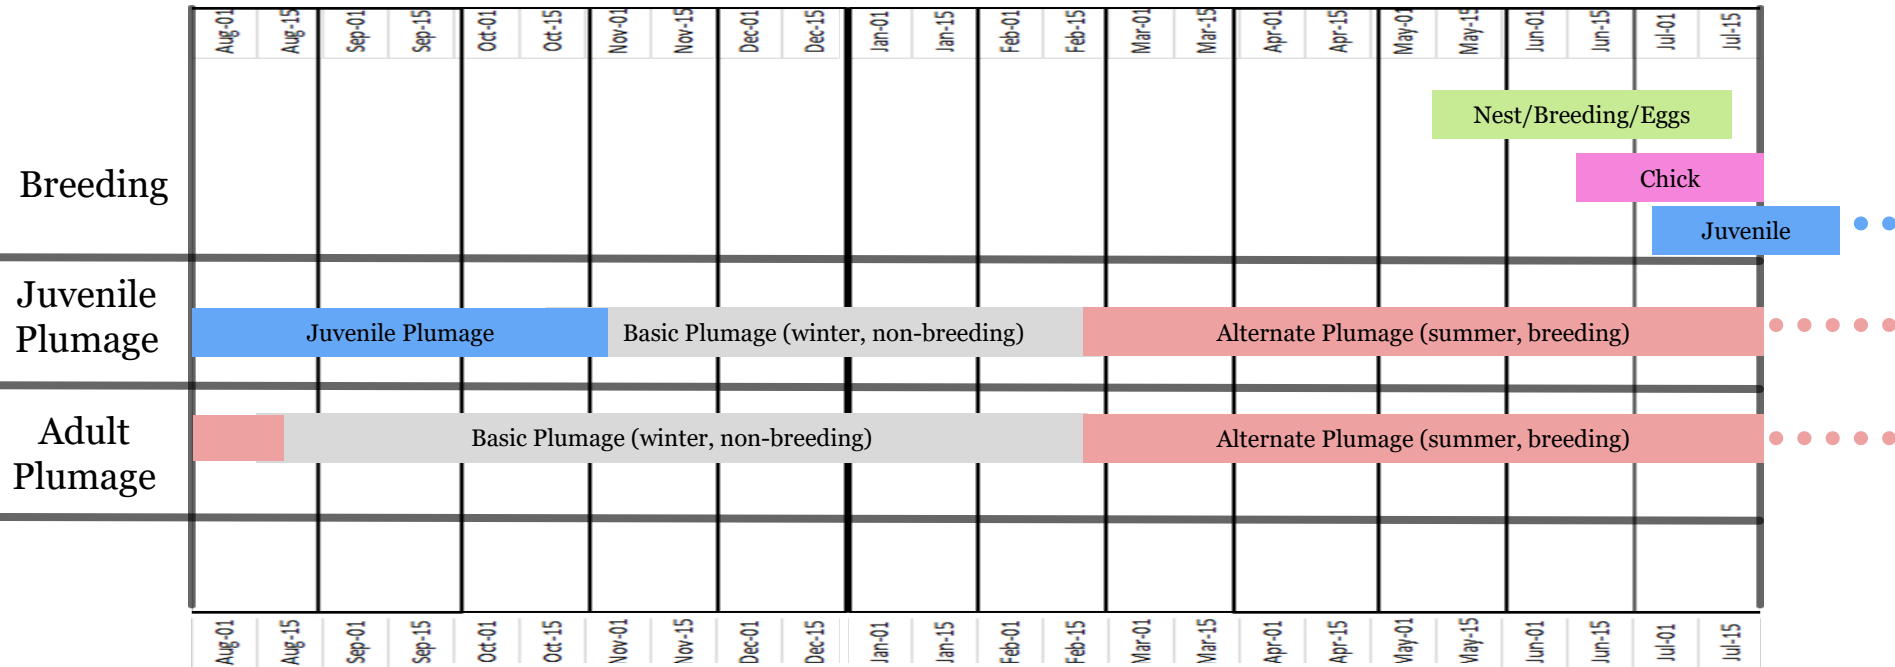 Aug-01 Aug-15 Sep-01 Sep-15 Oct-01 Oct-15 Nov-01 Nov-15 Dec-01 Dec-15 Jan-01 Jan-15 Feb-01 Feb-15 Mar-01 Mar-15 Apr-01 Apr-15 May-01 May-15 Jun-01 Jun-15 Jul-01 Jul-15
Nest/Breeding/Eggs
Breeding
Chick
Juvenile
Juvenile
Plumage
Juvenile Plumage
Basic Plumage (winter, non-breeding)
Alternate Plumage (summer, breeding)
Adult
Plumage
Basic Plumage (winter, non-breeding)
Alternate Plumage (summer, breeding)
Aug-01 Aug-15 Sep-01 Sep-15 Oct-01 Oct-15 Nov-01 Nov-15 Dec-01 Dec-15 Jan-01 Jan-15 Feb-01 Feb-15 Mar-01 Mar-15 Apr-01 Apr-15 May-01 May-15 Jun-01 Jun-15 Jul-01 Jul-15